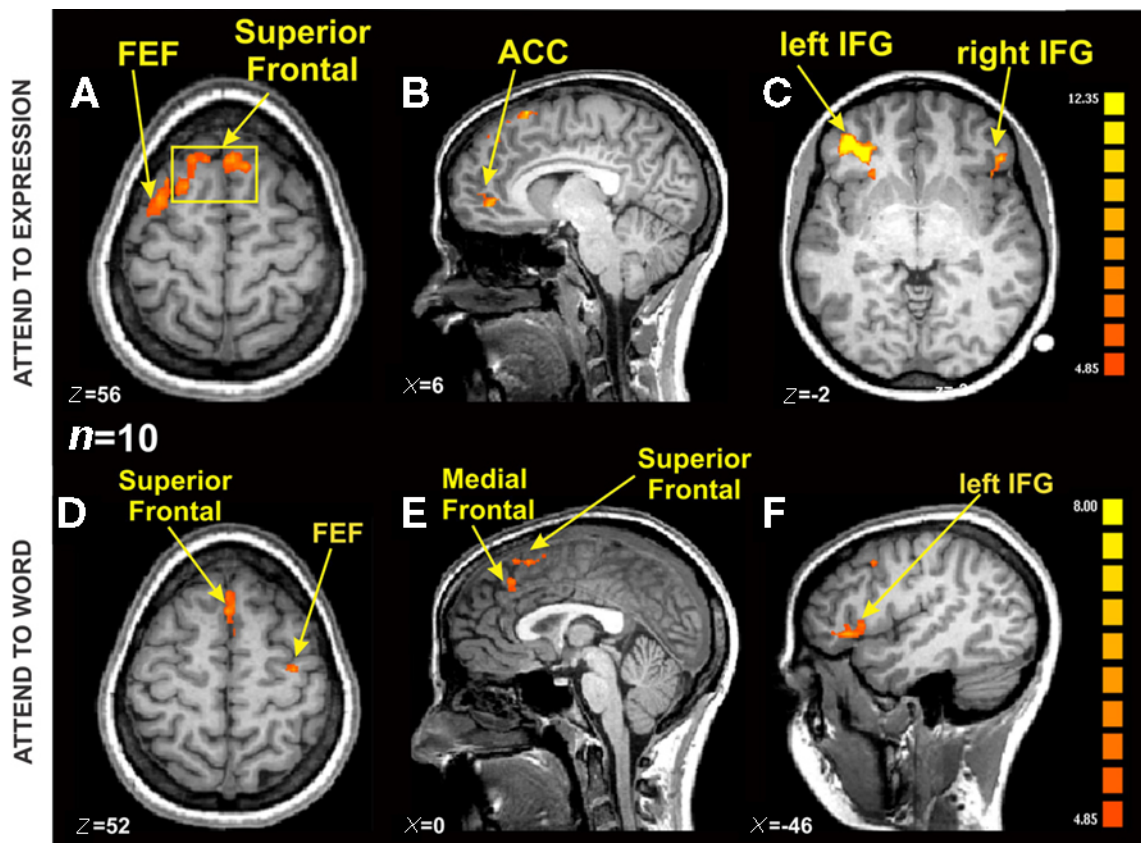 ATTEND TO EXPRESSION
FEF
Superior
Frontal
A
Z=56
ACC
B
X=6
left IFG
right IFG
C
Z=-2
12.35
4.85
n=10
ATTEND TO WORD
Superior
Frontal
D
FEF
Z=52
Medial
Frontal
Superior
Frontal
E
X=0
left IFG
F
X=-46
8.00
4.85